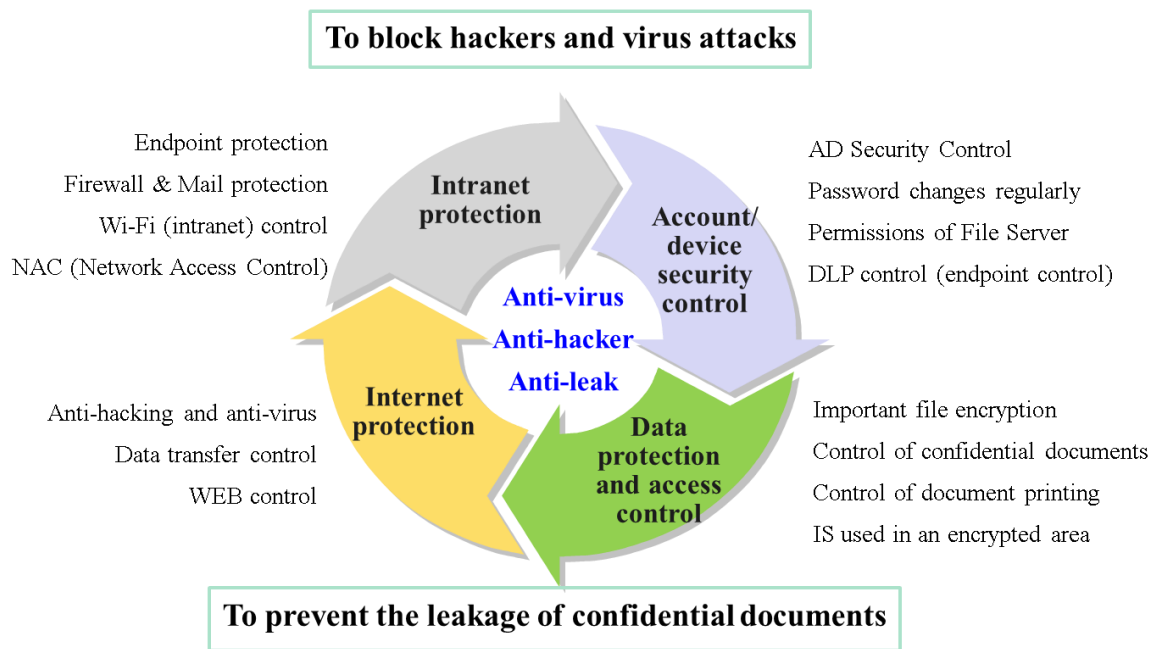 To block hackers and virus attacks
Endpoint protection
Firewall & Mail protection
Wi-Fi (intranet) control
NAC (Network Access Control)
Intranet
protection
Account/
device
security
control
AD Security Control
Password changes regularly
Permissions of File Server
DLP control (endpoint control)
Anti-virus
Anti-hacker
Anti-leak
Anti-hacking and anti-virus
Data transfer control
WEB control
Internet
protection
Data
protection
and access
control
Important file encryption
Control of confidential documents
Control of document printing
IS used in an encrypted area
To prevent the leakage of confidential documents